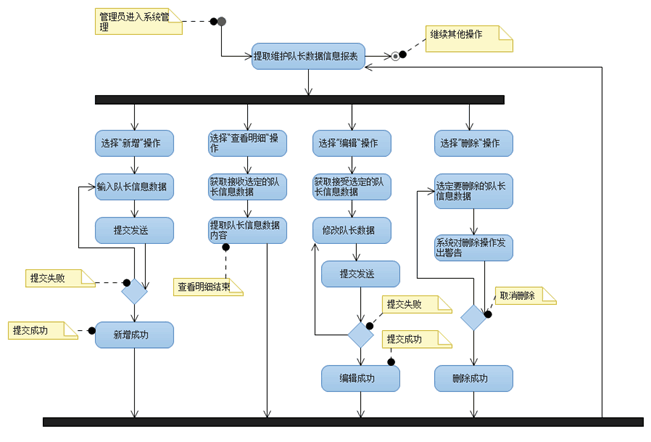 管理员进入系统管
理
继续其他操作
提取维护队长数据信息报表
选择"新增"操作
选择"查看明细"操
作
选择"编辑"操作
选择"删除"操作
输入队长信息数据
获取接收选定的队
长信息数据
获取接受选定的队
长信息数据
选定要删除的队长
信息数据
提交发送
提取队长信息数据
内容
修改队长数据
系统对删除操作发
出警告
提交失败
查看明细结束
提交发送
取消删除
提交失败
提交成功
新增成功
提交成功
编辑成功
删除成功